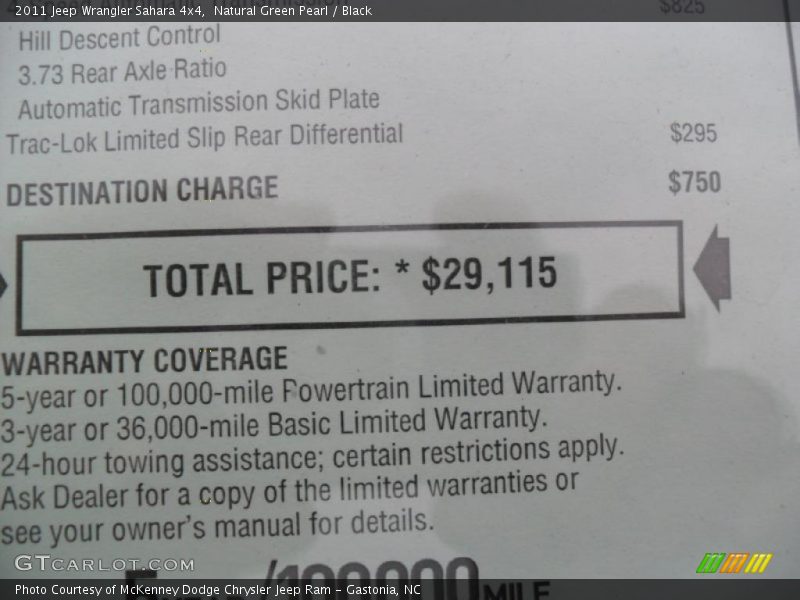 2011 Jeep Wrangler Sahara 4x4, Natural Green Pearl / Black
$825
Hill Descent Control
3.73 Rear Axle Ratio
Automatic Transmission Skid Plate
Trac-Lok Limited Slip Rear Differential $295
DESTINATION CHARGE $750
TOTAL PRICE: * $29,115
WARRANTY COVERAGE
5-year or 100,000-mile Powertrain Limited Warranty.
3-year or 36,000-mile Basic Limited Warranty.
24-hour towing assistance; certain restrictions apply.
Ask Dealer for a copy of the limited warranties or
see your owner's manual for details.
GTCARLOT.COM
/100,000 MILE
Photo Courtesy of McKenney Dodge Chrysler Jeep Ram - Gastonia, NC